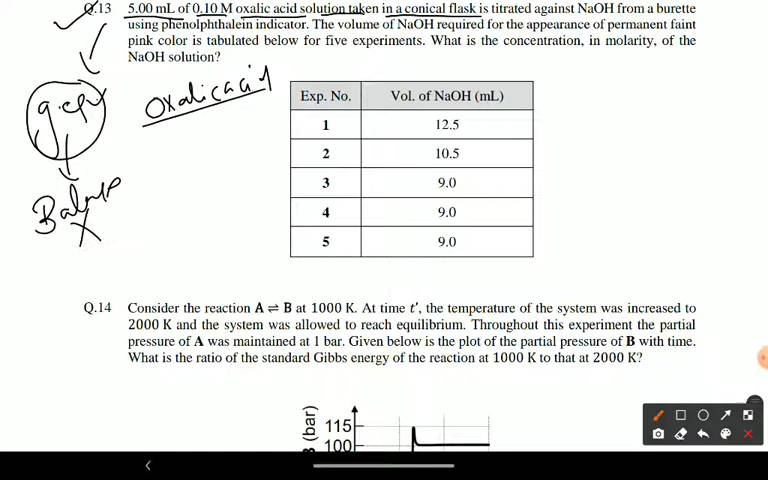 Q.13 5.00 mL of 0.10 M oxalic acid solution taken in a conical flask is titrated against NaOH from a burette
using phenolphthalein indicator. The volume of NaOH required for the appearance of permanent faint
pink color is tabulated below for five experiments. What is the concentration, in molarity, of the
NaOH solution?
Oxalic acid
Exp. No. Vol. of NaOH (mL)
1 12.5
2 10.5
3 9.0
4 9.0
5 9.0
Q.14 Consider the reaction A ⇌ B at 1000 K. At time t′, the temperature of the system was increased to
2000 K and the system was allowed to reach equilibrium. Throughout this experiment the partial
pressure of A was maintained at 1 bar. Given below is the plot of the partial pressure of B with time.
What is the ratio of the standard Gibbs energy of the reaction at 1000 K to that at 2000 K?
(bar)
115
100